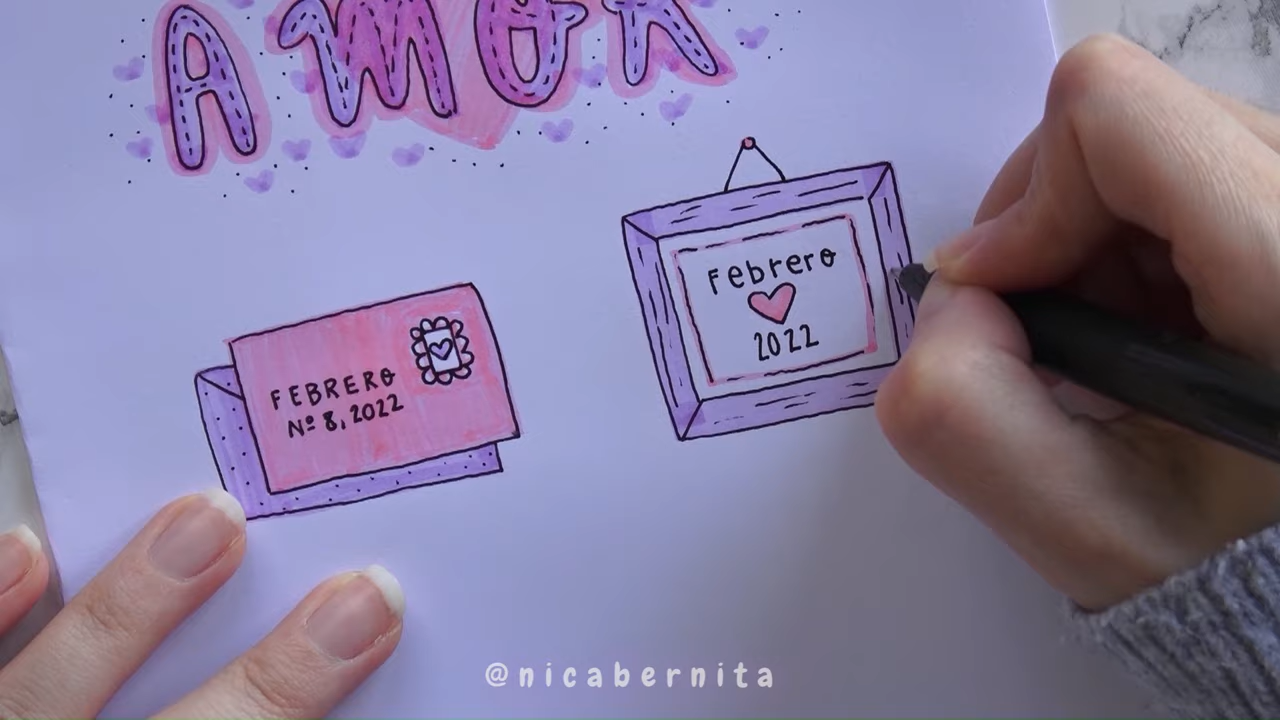 AMOR
Febrero
2022
FEBRERO
Nº 8, 2022
@nicabernita